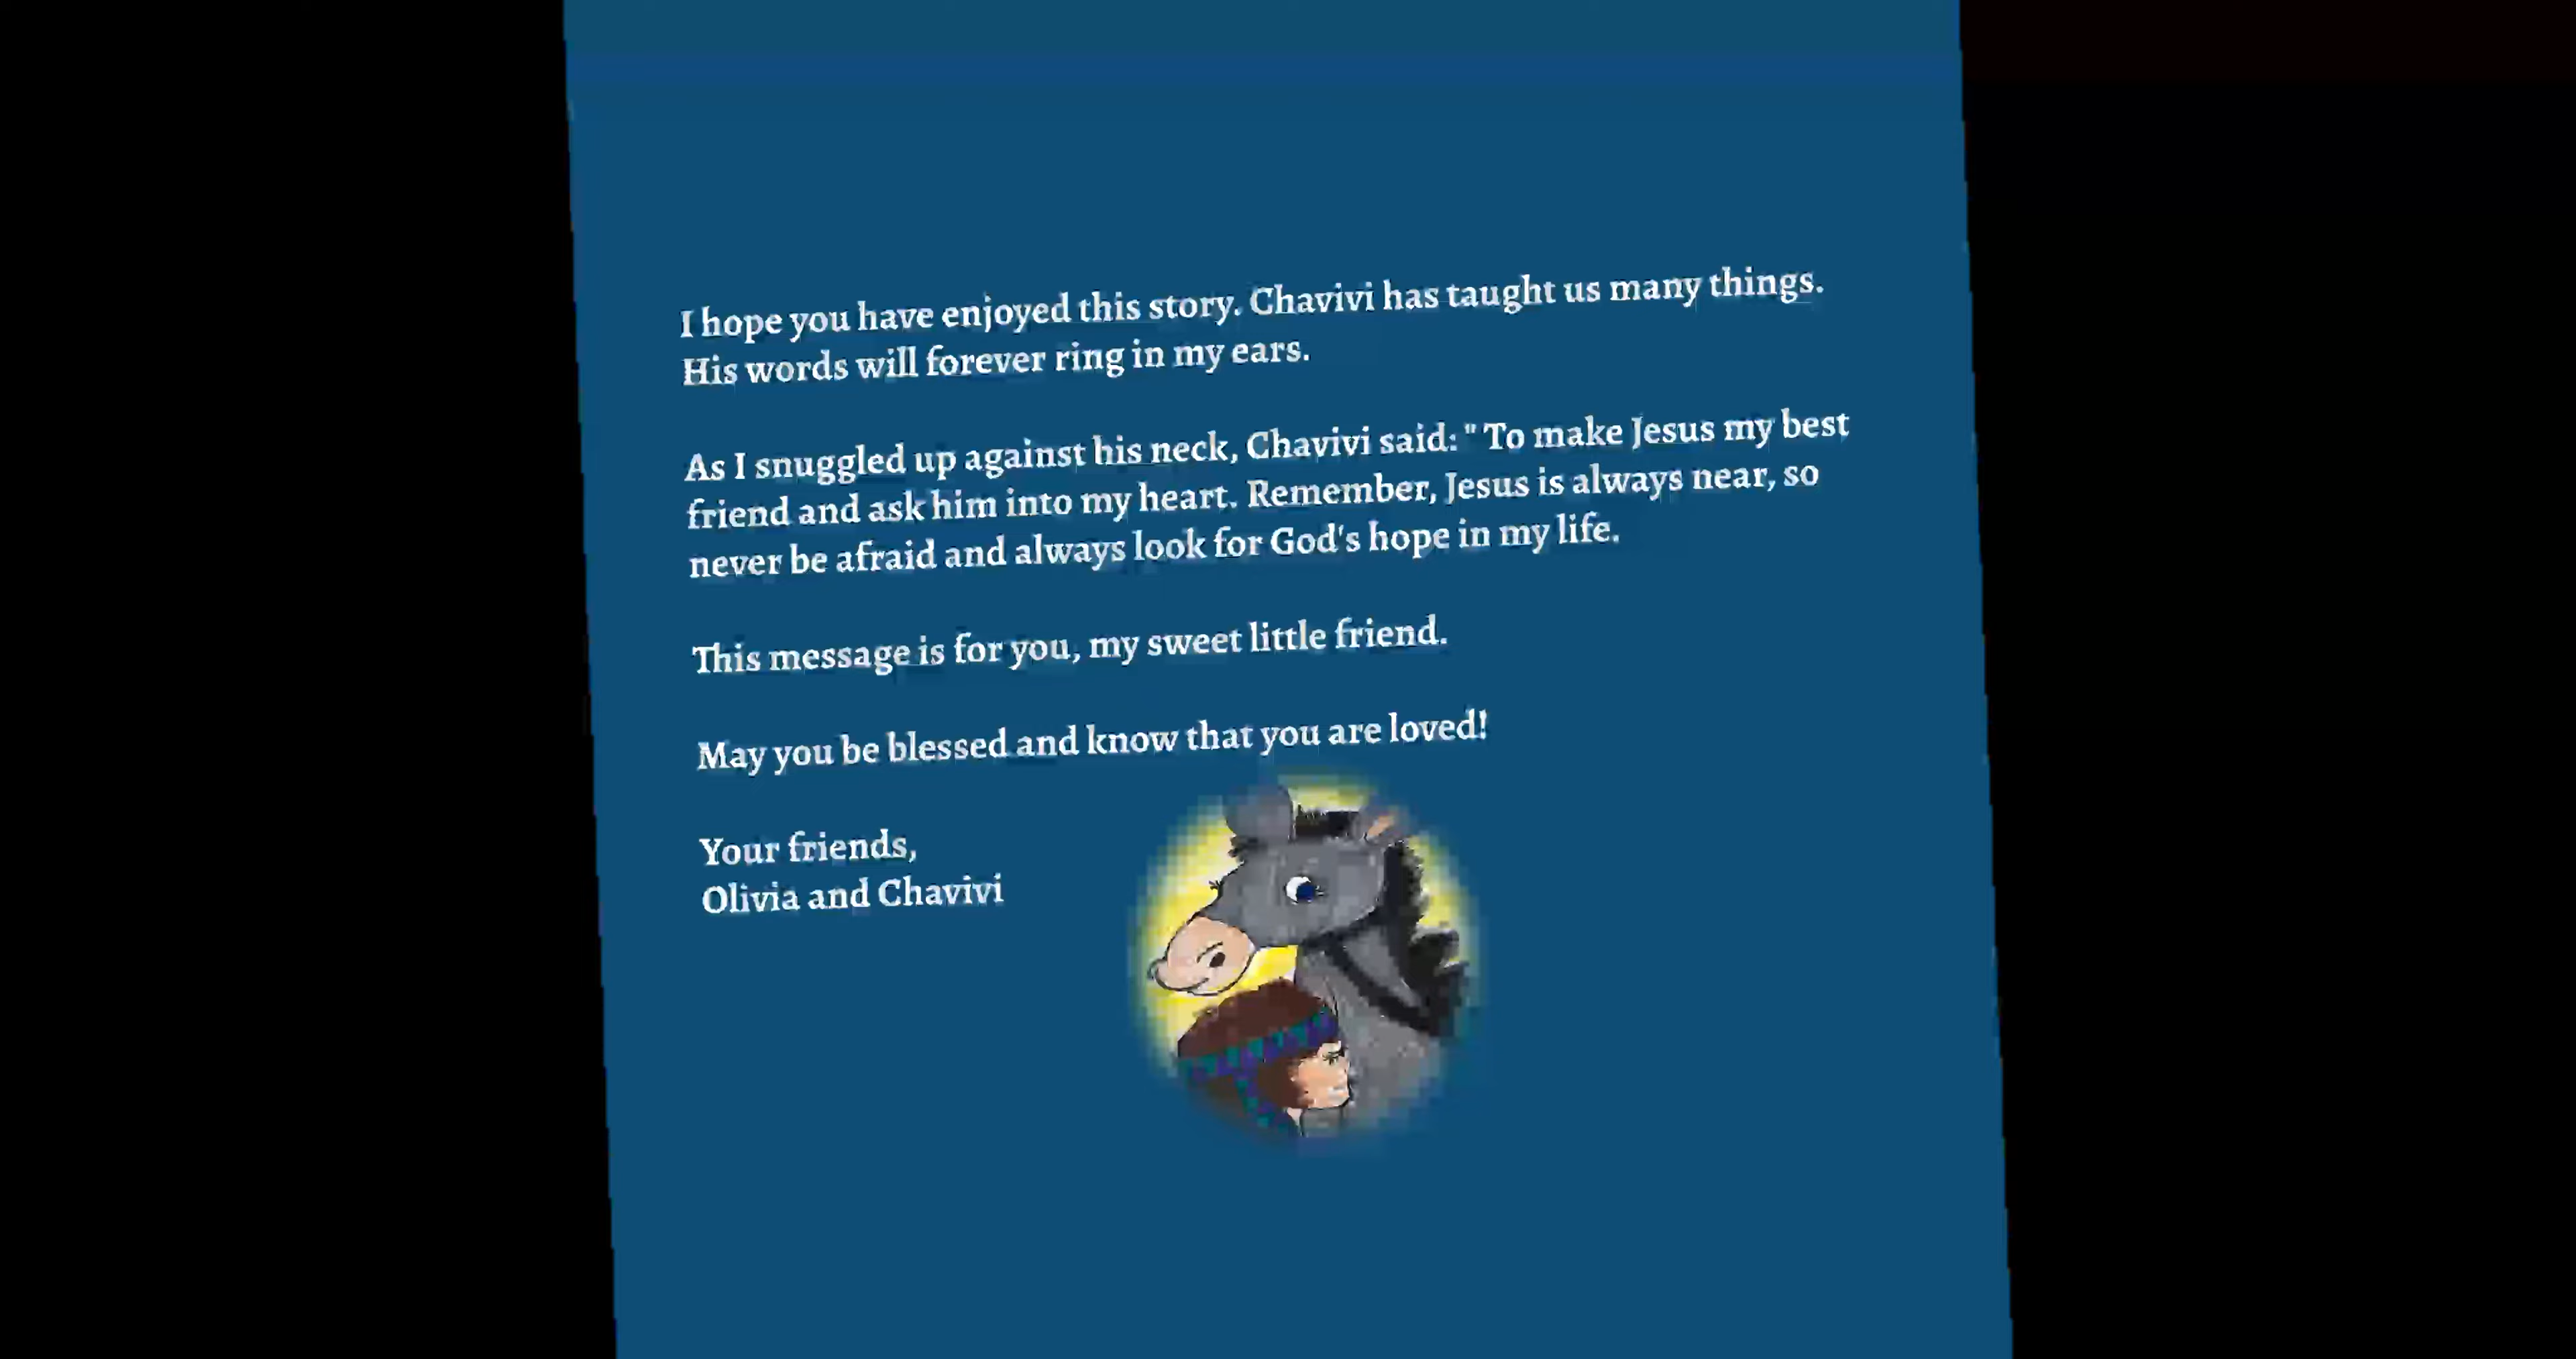 I hope you have enjoyed this story. Chavivi has taught us many things.
His words will forever ring in my ears.
As I snuggled up against his neck, Chavivi said: " To make Jesus my best
friend and ask him into my heart. Remember, Jesus is always near, so
never be afraid and always look for God's hope in my life.
This message is for you, my sweet little friend.
May you be blessed and know that you are loved!
Your friends,
Olivia and Chavivi